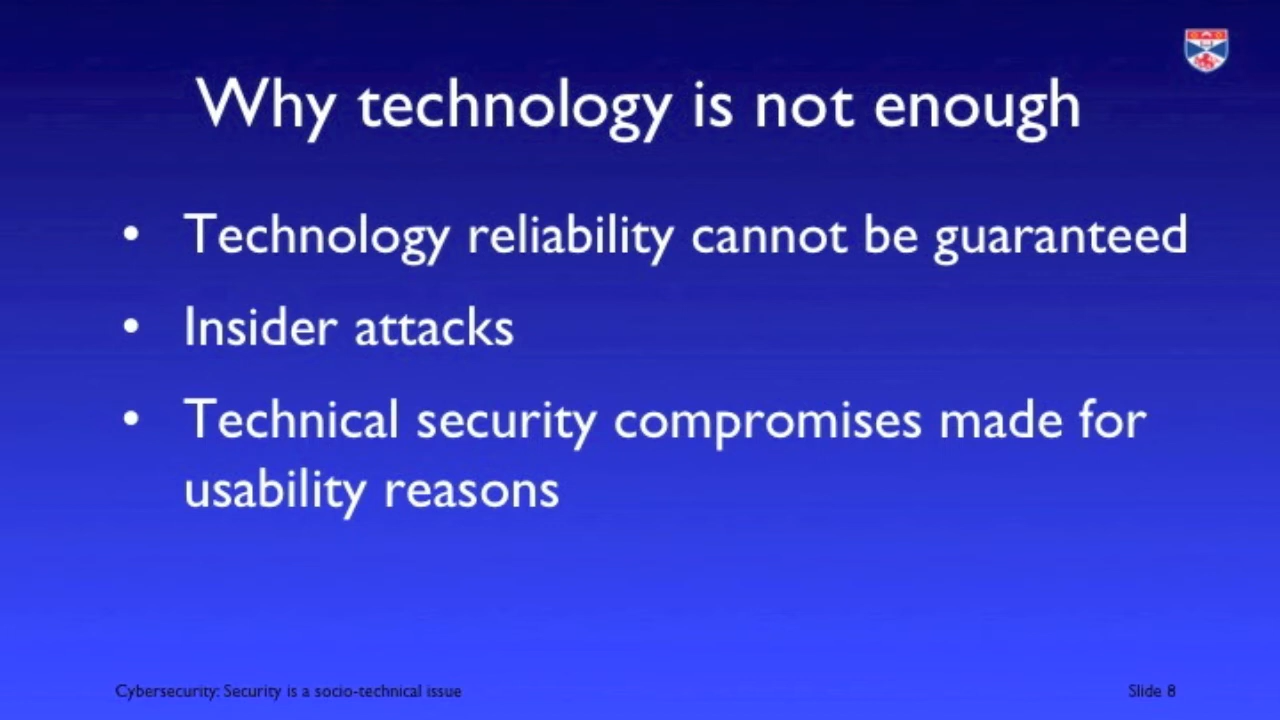 Why technology is not enough
• Technology reliability cannot be guaranteed
• Insider attacks
• Technical security compromises made for
usability reasons
Cybersecurity: Security is a socio-technical issue
Slide 8